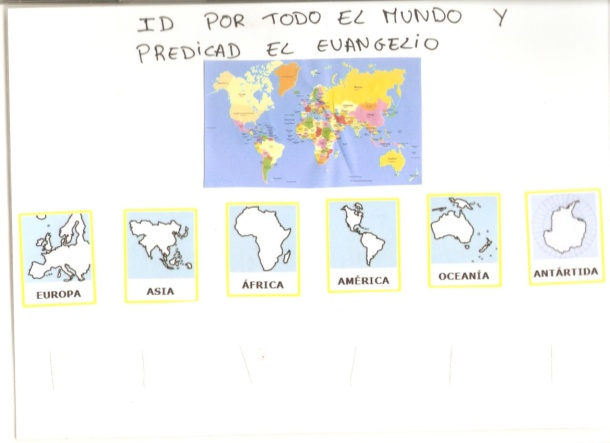 ID POR TODO EL MUNDO Y
PREDICAD EL EVANGELIO
EUROPA
ASIA
ÁFRICA
AMÉRICA
OCEANÍA
ANTÁRTIDA